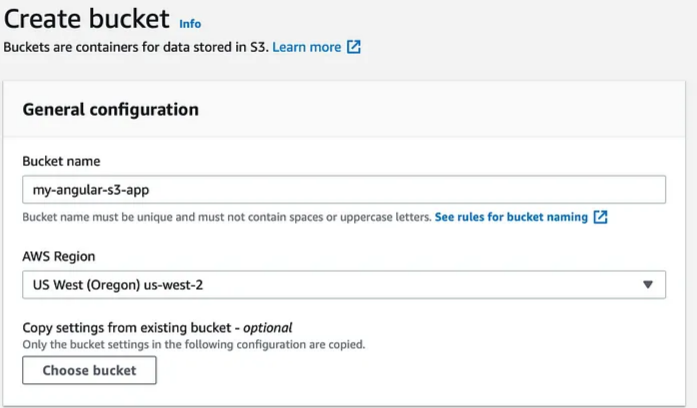 Create bucket Info
Buckets are containers for data stored in S3. Learn more
General configuration
Bucket name
my-angular-s3-app
Bucket name must be unique and must not contain spaces or uppercase letters. See rules for bucket naming
AWS Region
US West (Oregon) us-west-2
Copy settings from existing bucket - optional
Only the bucket settings in the following configuration are copied.
Choose bucket